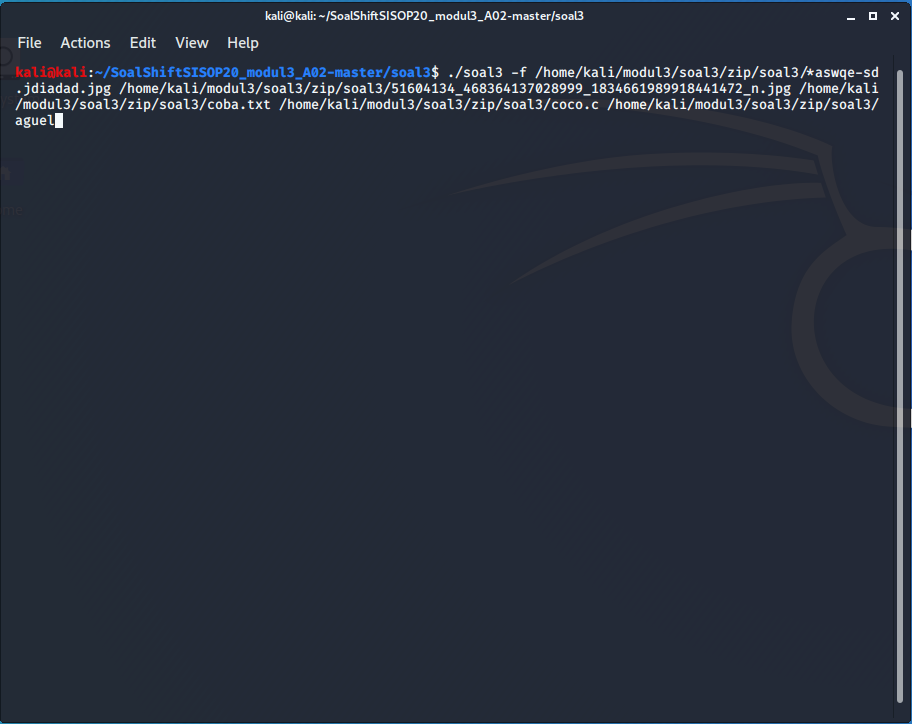 kali@kali: ~/SoalShiftSISOP20_modul3_A02-master/soal3
File Actions Edit View Help
kali@kali:~/SoalShiftSISOP20_modul3_A02-master/soal3$ ./soal3 -f /home/kali/modul3/soal3/zip/soal3/*aswqe-sd
.jdiadad.jpg /home/kali/modul3/soal3/zip/soal3/51604134_468364137028999_1834661989918441472_n.jpg /home/kali
/modul3/soal3/zip/soal3/coba.txt /home/kali/modul3/soal3/zip/soal3/coco.c /home/kali/modul3/soal3/zip/soal3/
aguel